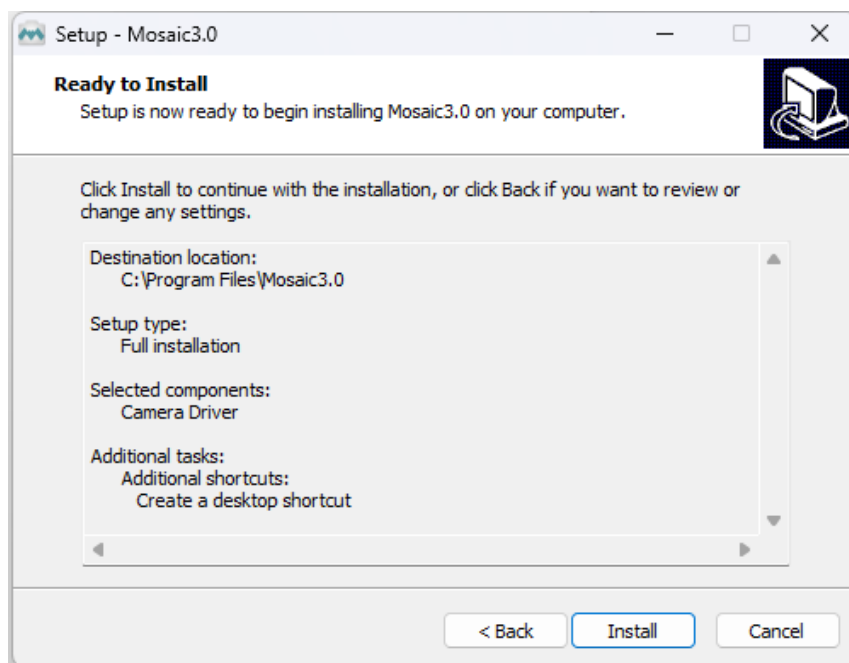 Setup - Mosaic3.0
Ready to Install
Setup is now ready to begin installing Mosaic3.0 on your computer.
Click Install to continue with the installation, or click Back if you want to review or
change any settings.
Destination location:
C:\Program Files\Mosaic3.0
Setup type:
Full installation
Selected components:
Camera Driver
Additional tasks:
Additional shortcuts:
Create a desktop shortcut
< Back
Install
Cancel